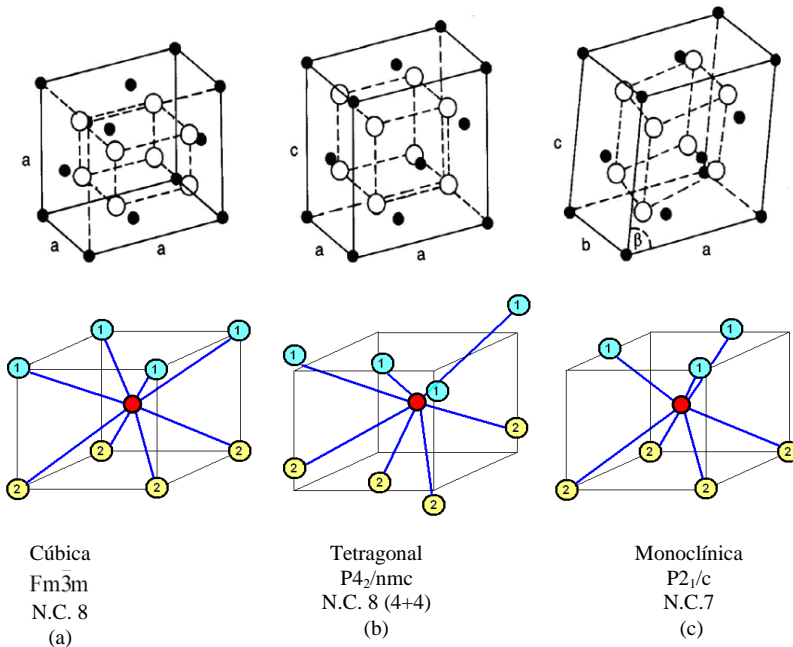 a
a
a
c
a
a
c
b
β
a
1
1
1
1
2
2
2
2
1
1
1
1
2
2
2
2
1
1
1
2
2
2
2
Cúbica
Fm3̄m
N.C. 8
(a)
Tetragonal
P4₂/nmc
N.C. 8 (4+4)
(b)
Monoclínica
P2₁/c
N.C.7
(c)